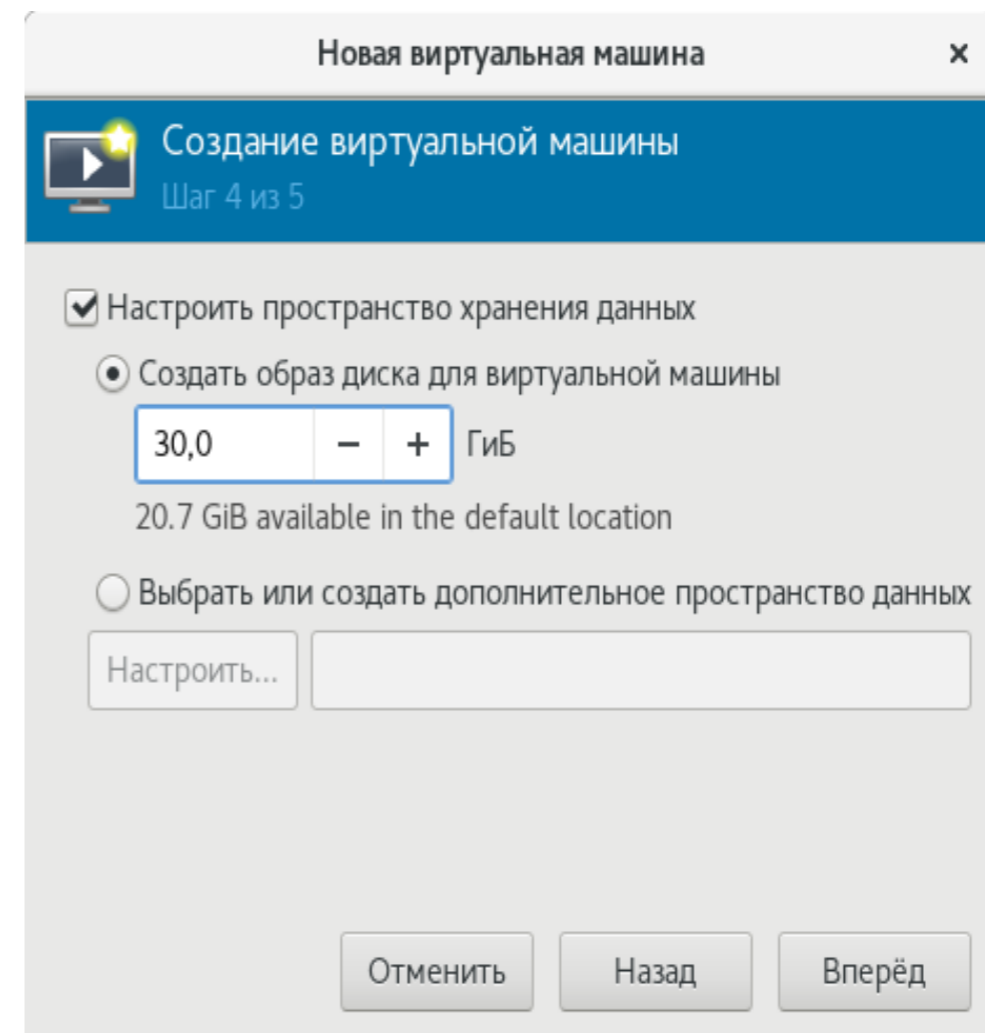 Новая виртуальная машина ×
Создание виртуальной машины
Шаг 4 из 5
Настроить пространство хранения данных
Создать образ диска для виртуальной машины
30,0 − + ГиБ
20.7 GiB available in the default location
Выбрать или создать дополнительное пространство данных
Настроить...
Отменить Назад Вперёд